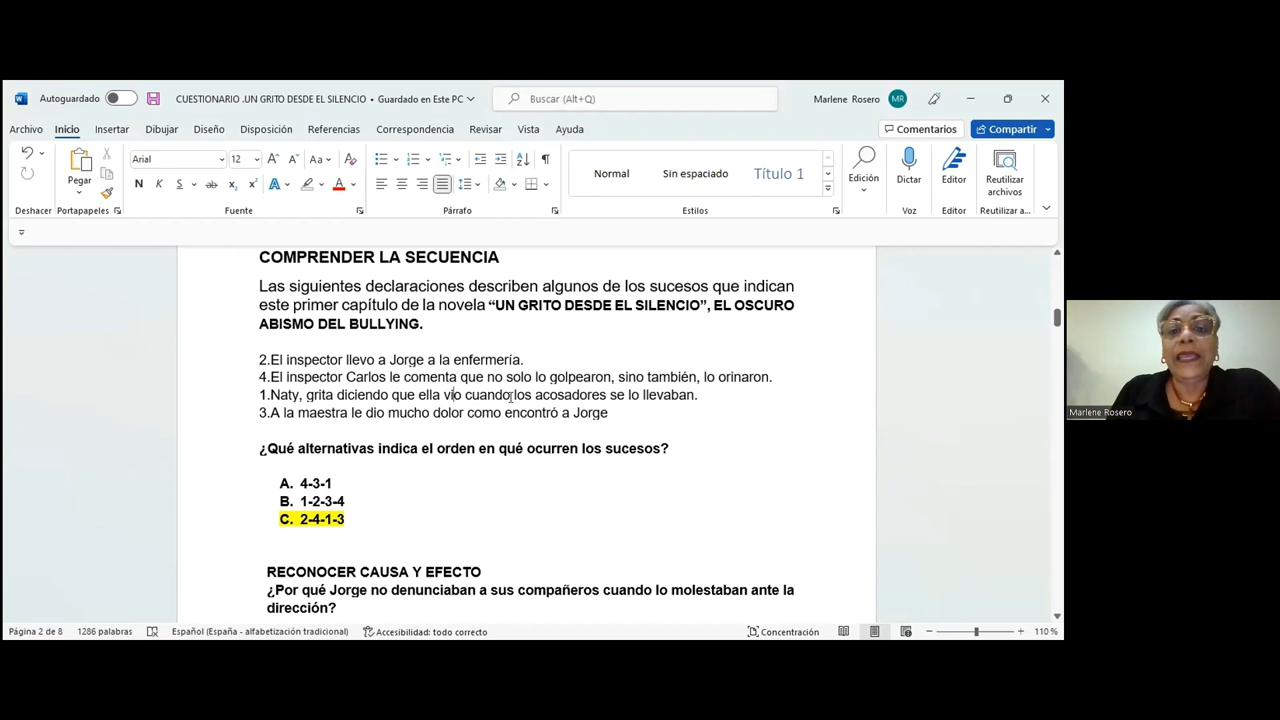 Autoguardado
CUESTIONARIO .UN GRITO DESDE EL SILENCIO • Guardado en Este PC
Buscar (Alt+Q)
Marlene Rosero
MR
Archivo Inicio Insertar Dibujar Diseño Disposición Referencias Correspondencia Revisar Vista Ayuda
Comentarios
Compartir
Pegar
Arial
12
Aa
N K S ab x₂ x² A A
Normal
Sin espaciado
Título 1
Edición
Dictar
Editor
Reutilizar
archivos
Deshacer Portapapeles Fuente Párrafo Estilos Voz Editor Reutilizar a...
COMPRENDER LA SECUENCIA
Las siguientes declaraciones describen algunos de los sucesos que indican
este primer capítulo de la novela “UN GRITO DESDE EL SILENCIO”, EL OSCURO
ABISMO DEL BULLYING.
2.El inspector llevo a Jorge a la enfermería.
4.El inspector Carlos le comenta que no solo lo golpearon, sino también, lo orinaron.
1.Naty, grita diciendo que ella vio cuando los acosadores se lo llevaban.
3.A la maestra le dio mucho dolor como encontró a Jorge
¿Qué alternativas indica el orden en qué ocurren los sucesos?
A. 4-3-1
B. 1-2-3-4
C. 2-4-1-3
RECONOCER CAUSA Y EFECTO
¿Por qué Jorge no denunciaban a sus compañeros cuando lo molestaban ante la
dirección?
Marlene Rosero
Página 2 de 8 1286 palabras Español (España - alfabetización tradicional) Accesibilidad: todo correcto Concentración 110 %